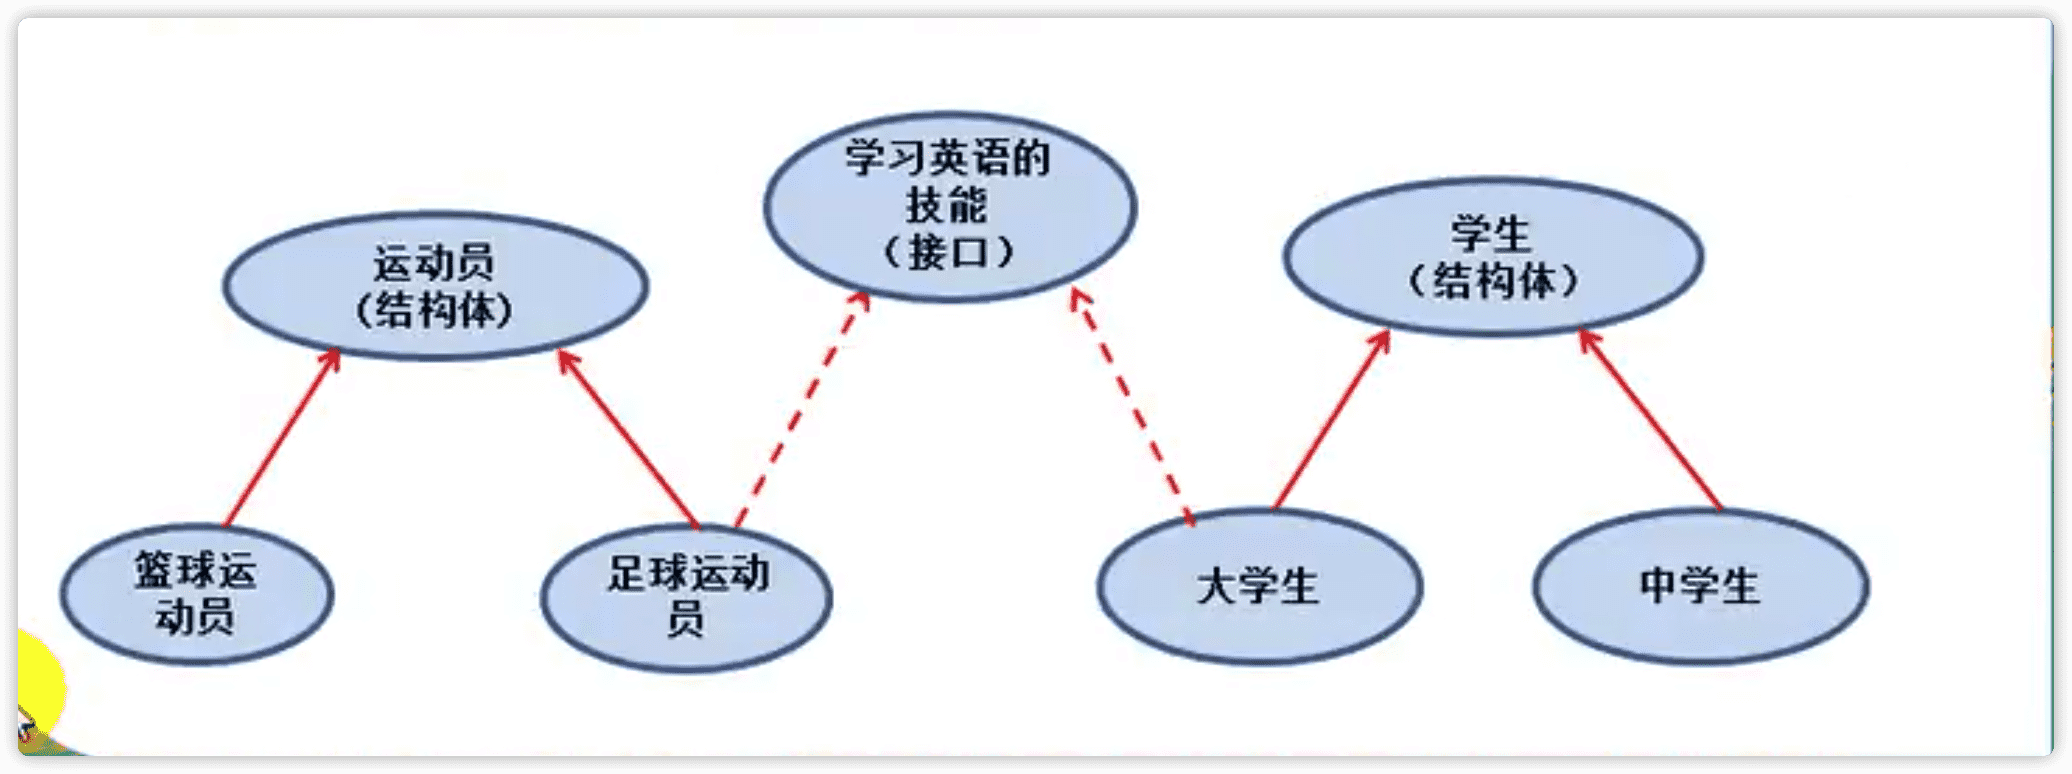 学习英语的
技能
（接口）
运动员
(结构体)
学生
（结构体）
篮球运
动员
足球运动
员
大学生
中学生